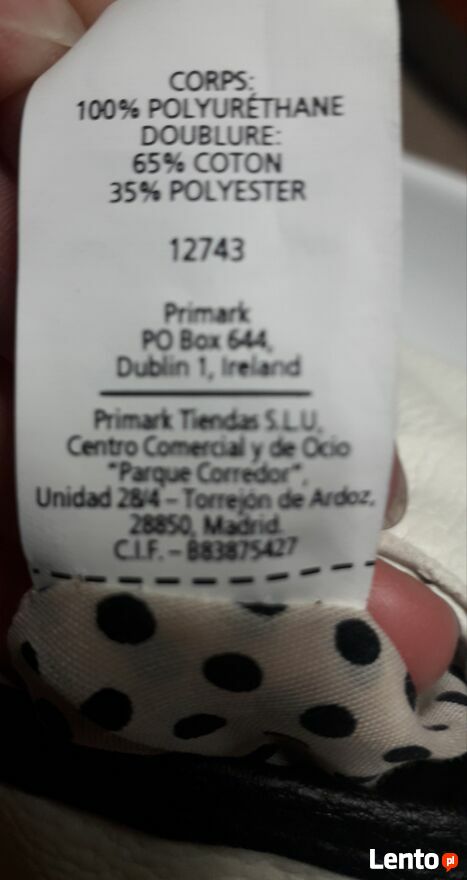 CORPS:
100% POLYURÉTHANE
DOUBLURE:
65% COTON
35% POLYESTER
12743
Primark
PO Box 644,
Dublin 1, Ireland
Primark Tiendas S.L.U,
Centro Comercial y de Ocio
"Parque Corredor",
Unidad 28/4 – Torrejón de Ardoz,
28850, Madrid.
C.I.F. – B83875427
Lento pl